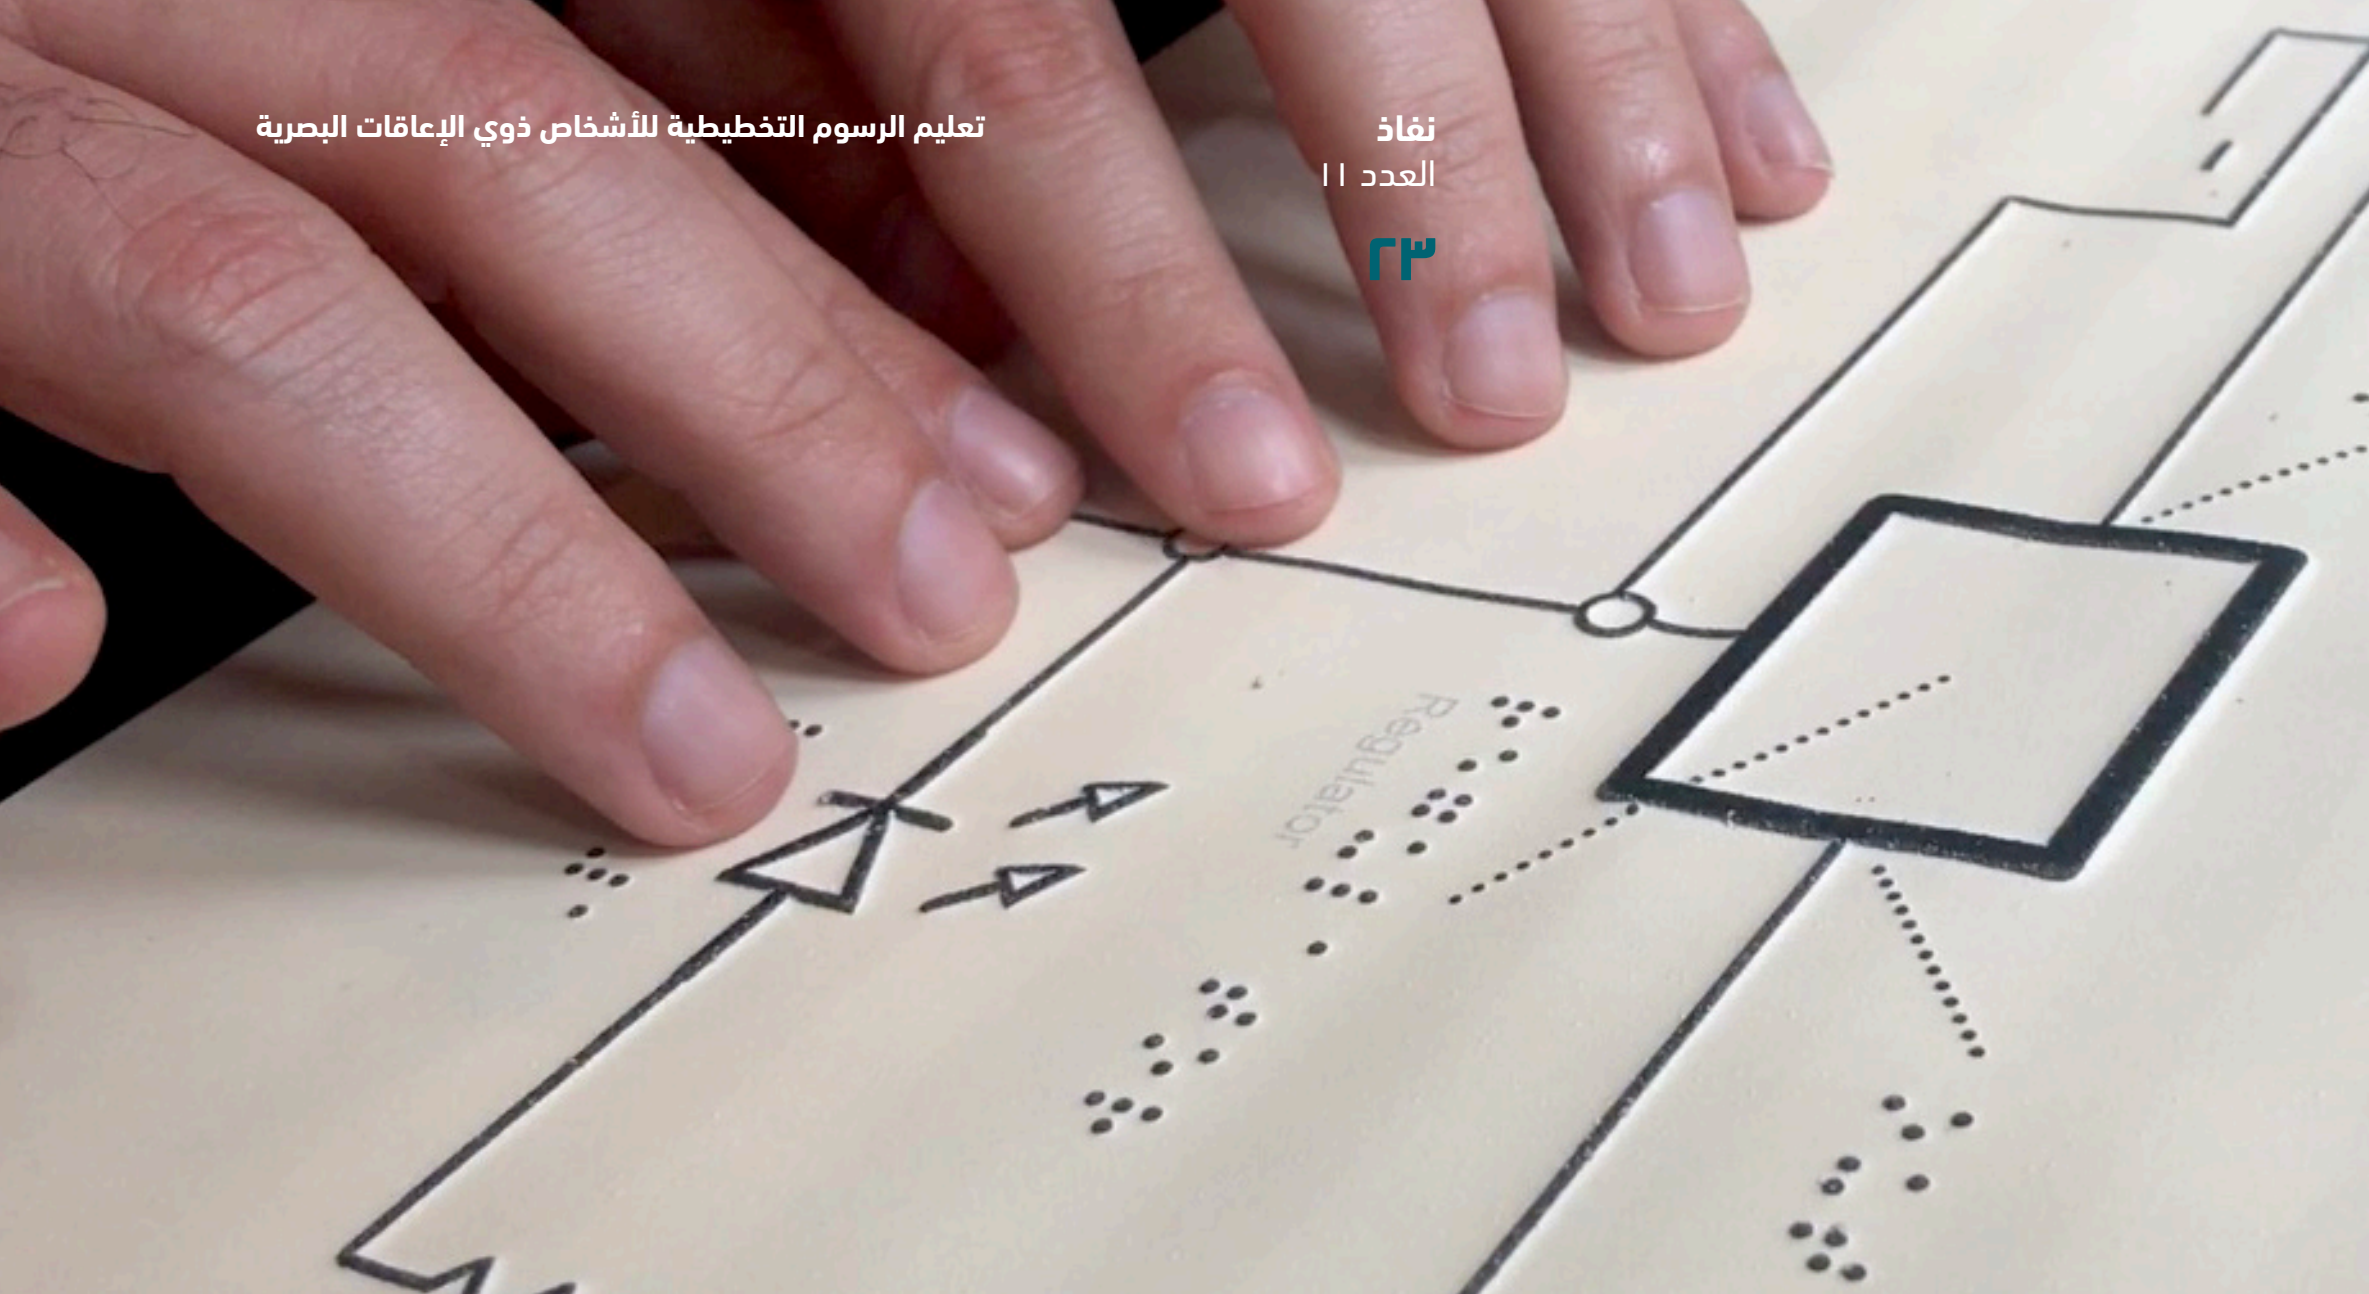 نفاذ
العدد ١١
٢٣
تعليم الرسوم التخطيطية للأشخاص ذوي الإعاقات البصرية
Regulator